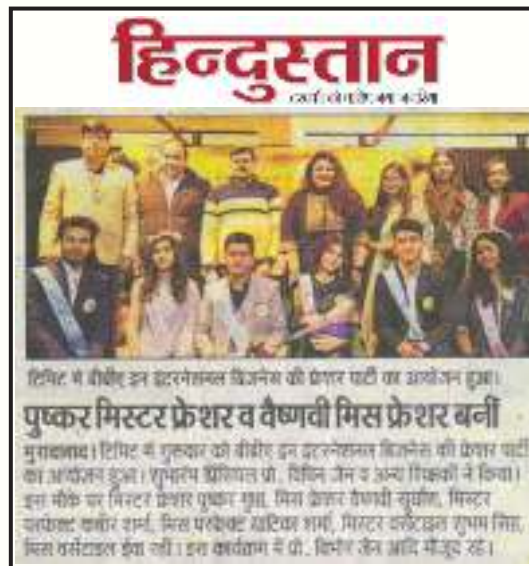 हिन्दुस्तान
टिमिट में बीबीए इन इंटरनेशनल बिजनेस की फ्रेशर पार्टी का आयोजन हुआ।
पुष्कर मिस्टर फ्रेशर व वैष्णवी मिस फ्रेशर बनीं
मुरादाबाद। टिमिट में गुरुवार को बीबीए इन इंटरनेशनल बिजनेस की फ्रेशर पार्टी
का आयोजन हुआ। शुभारंभ प्रिंसिपल प्रो. विपिन जैन व अन्य शिक्षकों ने किया।
इस मौके पर मिस्टर फ्रेशर पुष्कर गुप्ता, मिस फ्रेशर वैष्णवी, मिस्टर
परफेक्ट कबीर शर्मा, मिस परफेक्ट शर्मा, मिस्टर वर्सेटाइल शुभम
मिस वर्सेटाइल ईवा रहीं। इस कार्यक्रम में प्रो. विभोर जैन आदि मौजूद रहे।